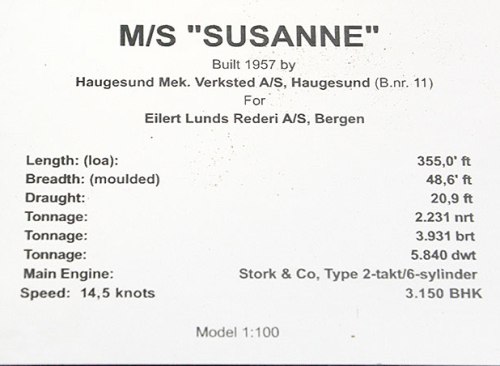 M/S "SUSANNE"
Built 1957 by
Haugesund Mek. Verksted A/S, Haugesund (B.nr. 11)
For
Eilert Lunds Rederi A/S, Bergen
Length: (loa): 355,0' ft
Breadth: (moulded) 48,6' ft
Draught: 20,9 ft
Tonnage: 2.231 nrt
Tonnage: 3.931 brt
Tonnage: 5.840 dwt
Main Engine: Stork & Co, Type 2-takt/6-sylinder
Speed: 14,5 knots 3.150 BHK
Model 1:100